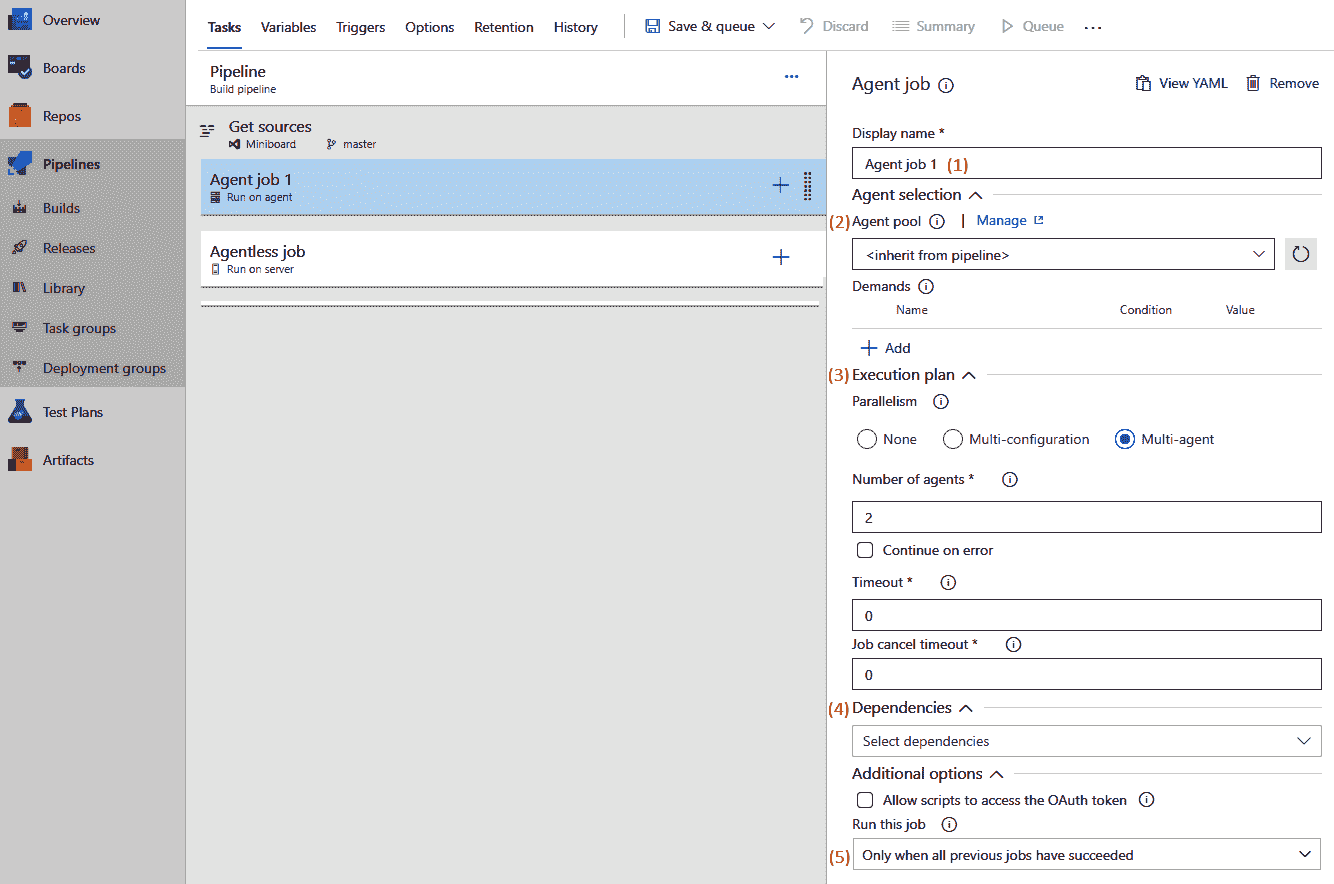 Overview
Boards
Repos
Pipelines
Builds
Releases
Library
Task groups
Deployment groups
Test Plans
Artifacts
Tasks Variables Triggers Options Retention History Save & queue Discard Summary Queue ...
Pipeline
Build pipeline
Get sources
Miniboard master
Agent job 1
Run on agent
Agentless job
Run on server
Agent job View YAML Remove
Display name *
Agent job 1 (1)
Agent selection
(2) Agent pool | Manage
<inherit from pipeline>
Demands
Name Condition Value
+ Add
(3) Execution plan
Parallelism
None Multi-configuration Multi-agent
Number of agents *
2
Continue on error
Timeout *
0
Job cancel timeout *
0
(4) Dependencies
Select dependencies
Additional options
Allow scripts to access the OAuth token
Run this job
(5) Only when all previous jobs have succeeded